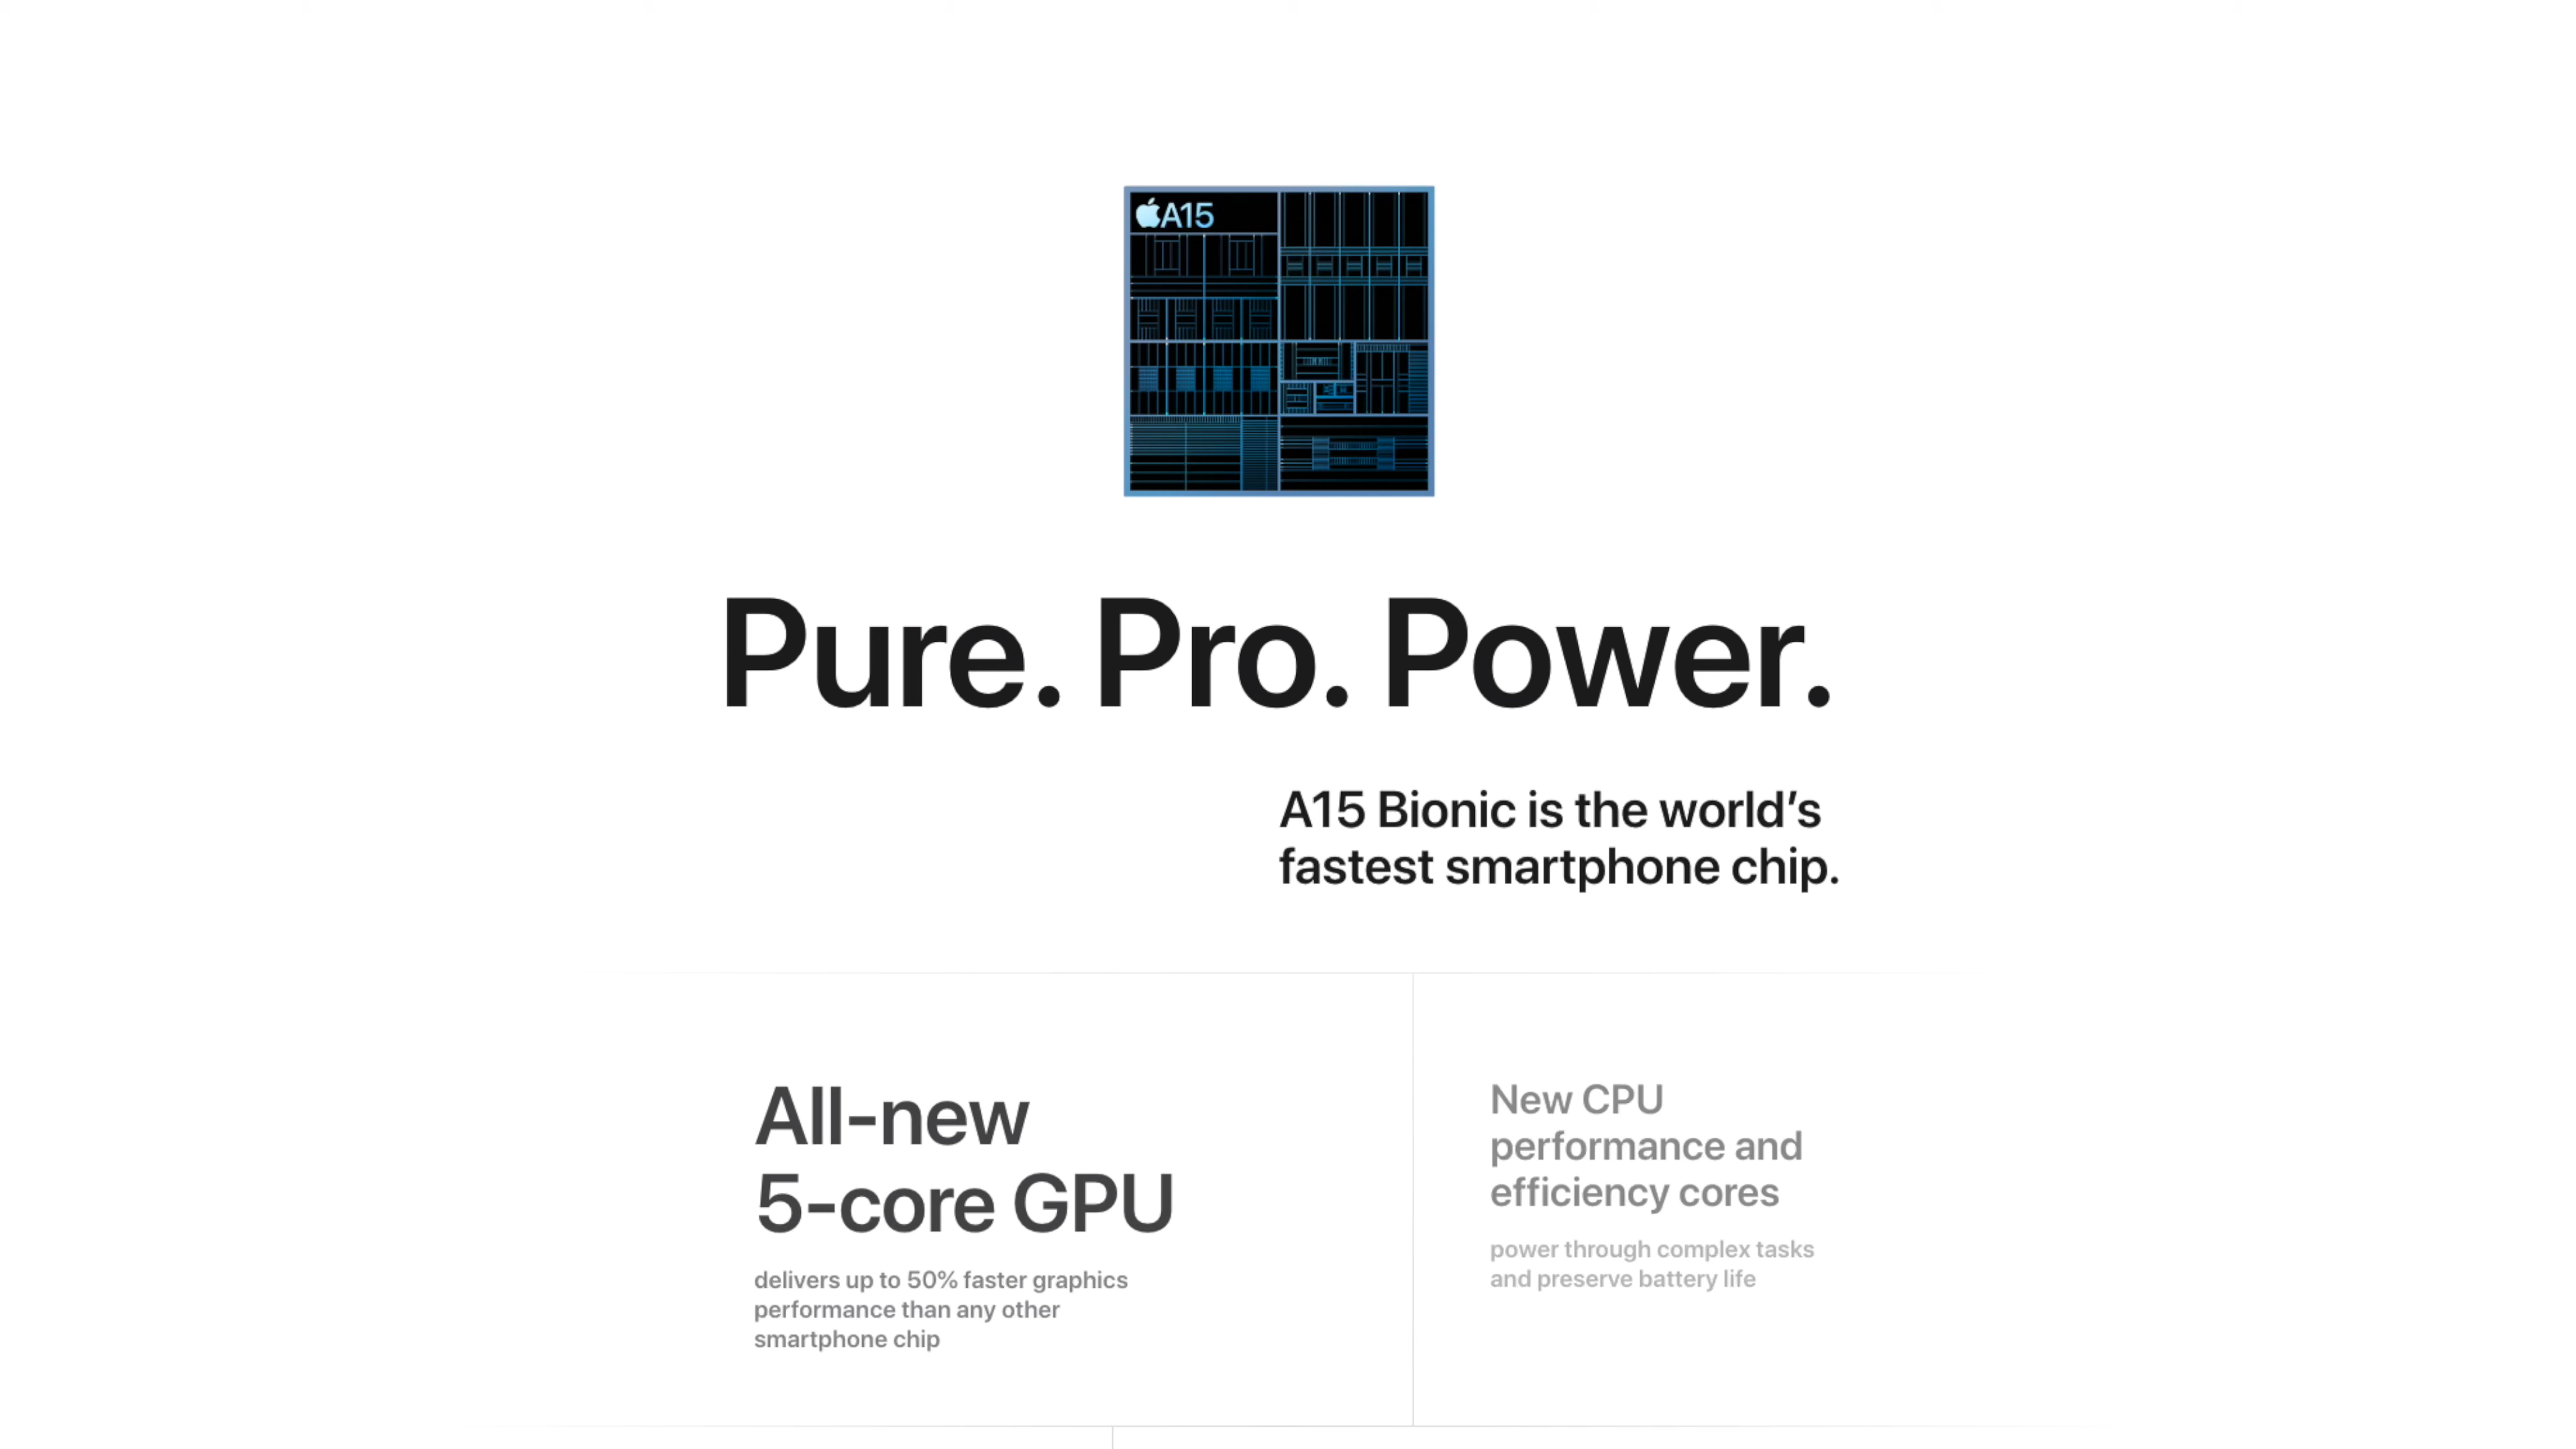 A15
Pure. Pro. Power.
A15 Bionic is the world’s
fastest smartphone chip.
All-new
5-core GPU
delivers up to 50% faster graphics
performance than any other
smartphone chip
New CPU
performance and
efficiency cores
power through complex tasks
and preserve battery life